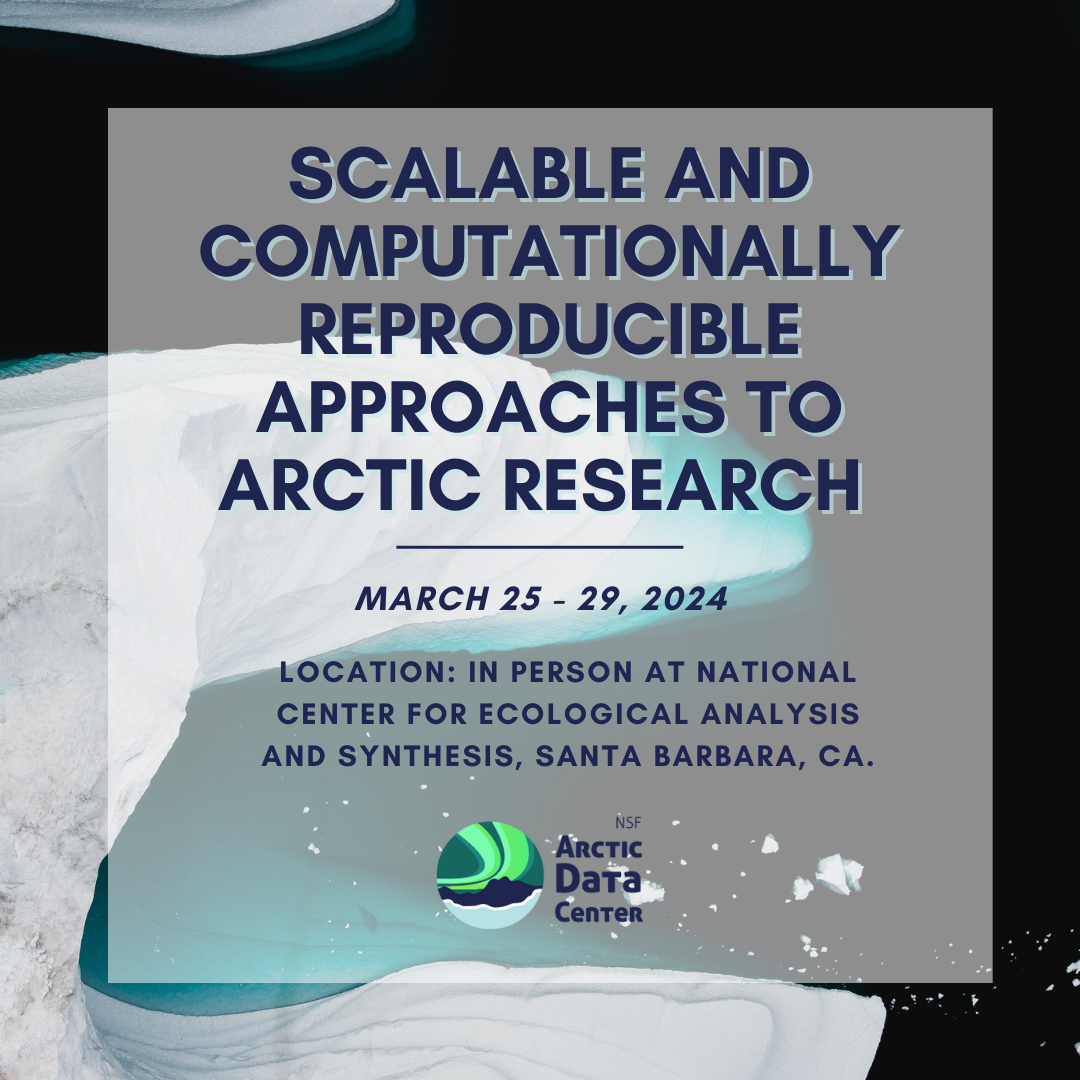 SCALABLE AND
COMPUTATIONALLY
REPRODUCIBLE
APPROACHES TO
ARCTIC RESEARCH
MARCH 25 - 29, 2024
LOCATION: IN PERSON AT NATIONAL
CENTER FOR ECOLOGICAL ANALYSIS
AND SYNTHESIS, SANTA BARBARA, CA.
NSF
ARCTIC
DATA
CENTER